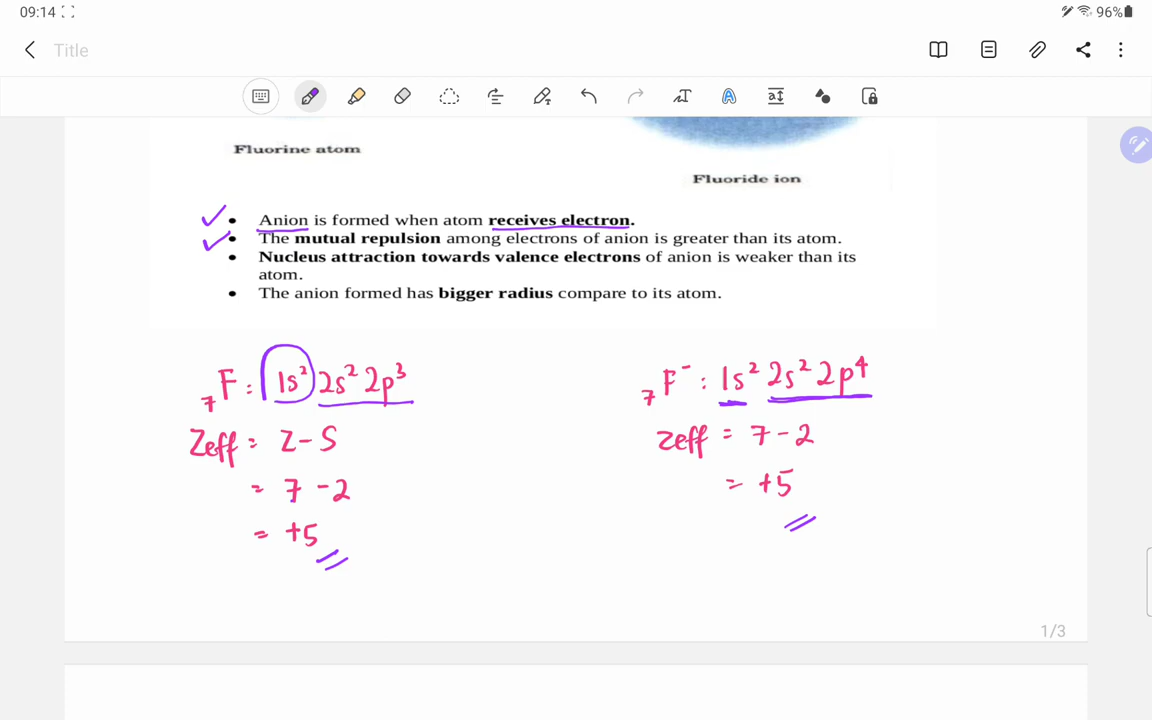 09:14 96%
Title
Fluorine atom
Fluoride ion
• Anion is formed when atom receives electron.
• The mutual repulsion among electrons of anion is greater than its atom.
• Nucleus attraction towards valence electrons of anion is weaker than its
atom.
• The anion formed has bigger radius compare to its atom.
₇F : 1s² 2s² 2p³
Zeff = Z - S
= 7 - 2
= +5
₇F⁻ : 1s² 2s² 2p⁴
Zeff = 7 - 2
= +5
1/3